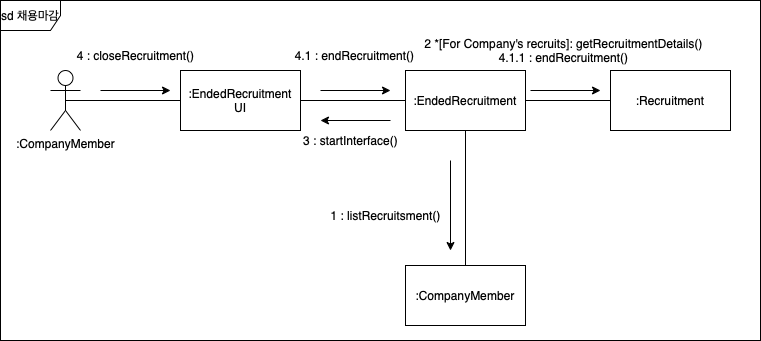 sd 채용마감
2 *[For Company's recruits]: getRecruitmentDetails()
4 : closeRecruitment()
4.1 : endRecruitment()
4.1.1 : endRecruitment()
:EndedRecruitment
UI
:EndedRecruitment
:Recruitment
:CompanyMember
3 : startInterface()
1 : listRecruitsment()
:CompanyMember